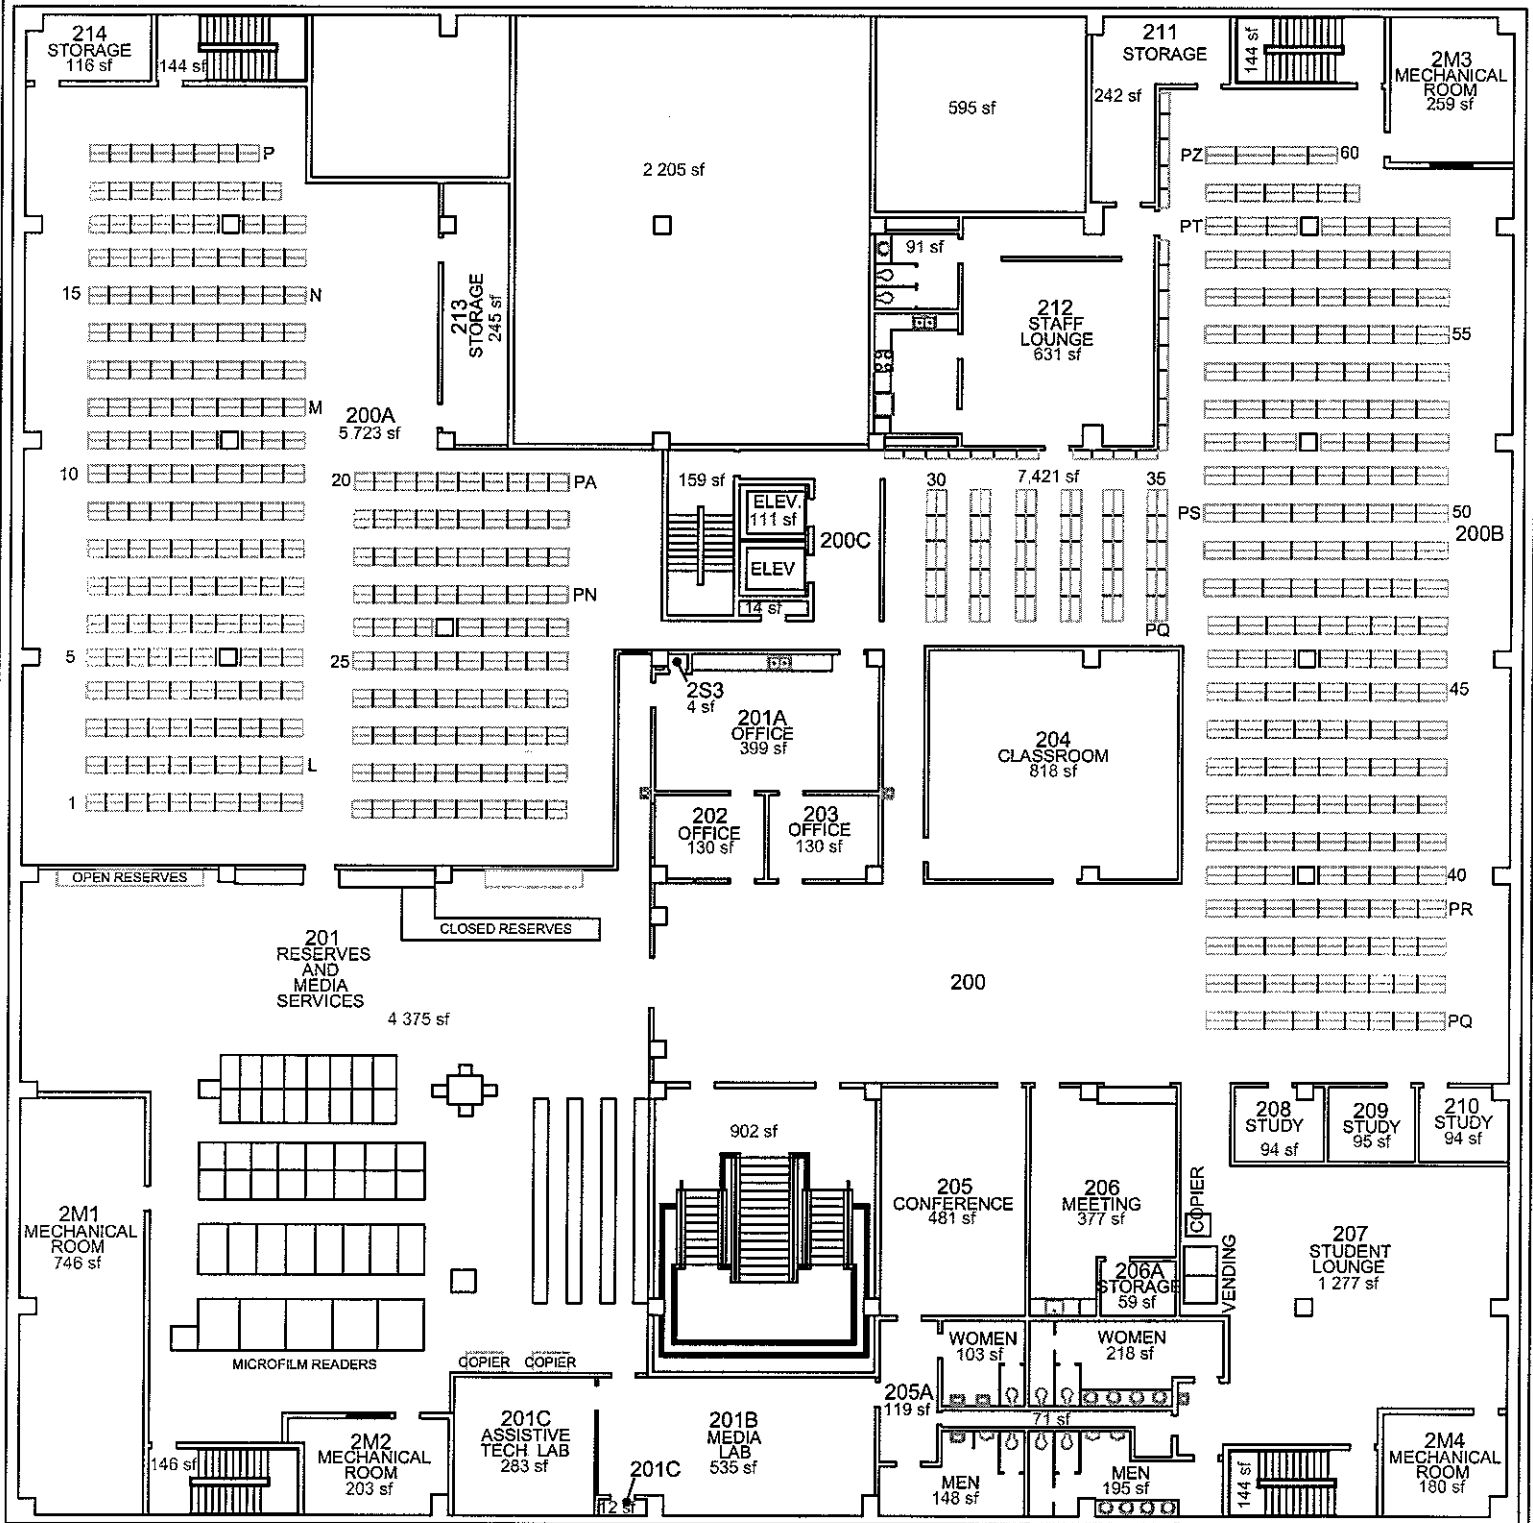 214
STORAGE
116 sf
144 sf
211
STORAGE
242 sf
144 sf
2M3
MECHANICAL
ROOM
259 sf
595 sf
2 205 sf
P
PZ
60
PT
91 sf
15
N
213
STORAGE
245 sf
212
STAFF
LOUNGE
631 sf
55
M
200A
5 723 sf
10
20
PA
159 sf
ELEV.
111 sf
ELEV
14 sf
200C
30
7,421 sf
35
PS
50
200B
PN
PQ
5
25
2S3
4 sf
201A
OFFICE
399 sf
204
CLASSROOM
818 sf
45
L
1
202
OFFICE
130 sf
203
OFFICE
130 sf
OPEN RESERVES
40
PR
CLOSED RESERVES
201
RESERVES
AND
MEDIA
SERVICES
4 375 sf
200
PQ
902 sf
208
STUDY
94 sf
209
STUDY
95 sf
210
STUDY
94 sf
2M1
MECHANICAL
ROOM
746 sf
205
CONFERENCE
481 sf
206
MEETING
377 sf
COPIER
VENDING
207
STUDENT
LOUNGE
1 277 sf
206A
STORAGE
59 sf
MICROFILM READERS
COPIER
COPIER
WOMEN
103 sf
WOMEN
218 sf
205A
119 sf
71 sf
201C
ASSISTIVE
TECH LAB
283 sf
201B
MEDIA
LAB
535 sf
2M2
MECHANICAL
ROOM
203 sf
146 sf
201C
12 sf
MEN
148 sf
MEN
195 sf
144 sf
2M4
MECHANICAL
ROOM
180 sf